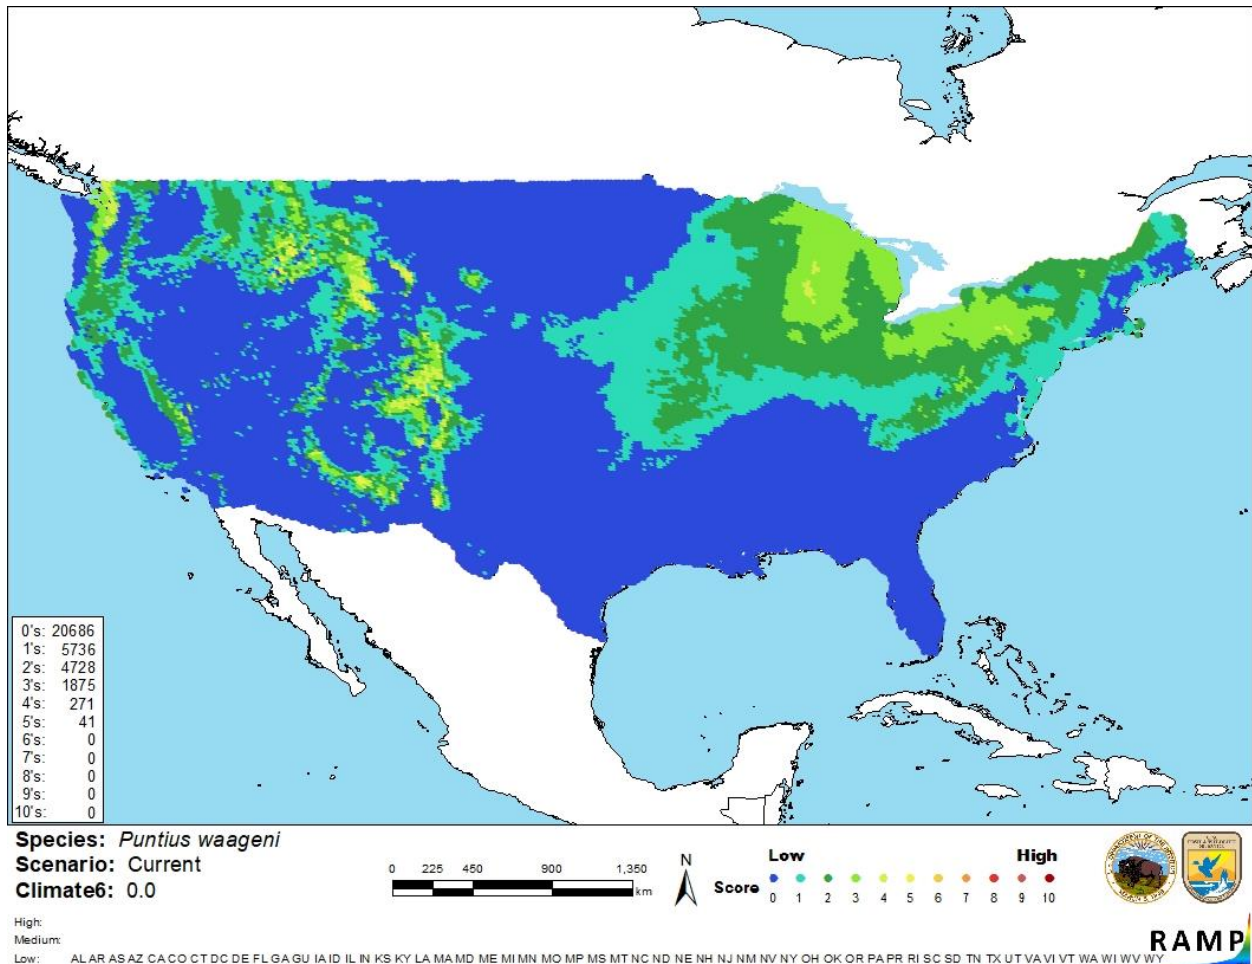 0's: 20686
1's: 5736
2's: 4728
3's: 1875
4's: 271
5's: 41
6's: 0
7's: 0
8's: 0
9's: 0
10's: 0
Species: Puntius waageni
Scenario: Current
Climate6: 0.0
0 225 450 900 1,350
km
N
Low High
Score
0 1 2 3 4 5 6 7 8 9 10
High:
Medium:
Low: AL AR AS AZ CA CO CT DC DE FL GA GU IA ID IL IN KS KY LA MA MD ME MI MN MO MP MS MT NC ND NE NH NJ NM NV NY OH OK OR PA PR RI SC SD TN TX UT VA VI VT WA WI WV WY
RAMP